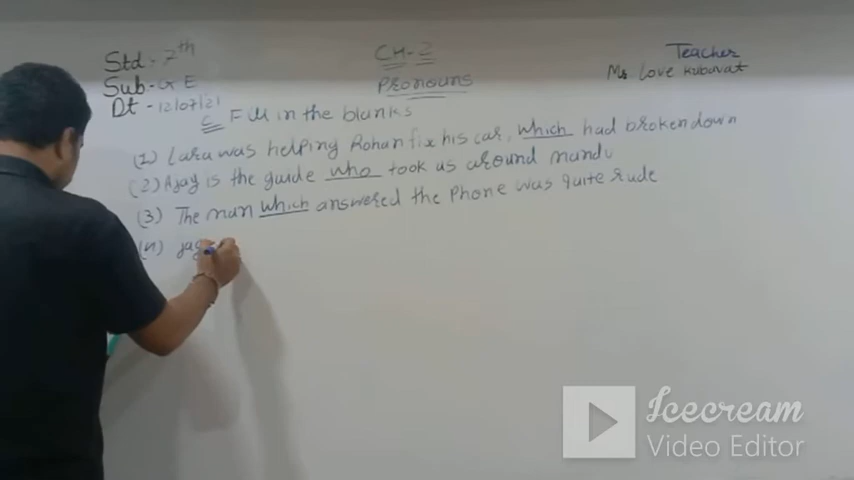 Std - 7th
CH-2
Teacher
Sub - G E
Pronouns
Ms Love Kubavat
Dt - 12/07/21
C Fill in the blanks
(1) Lara was helping Rohan fix his car, which had broken down
(2) Ajay is the guide who took us around mandu
(3) The man which answered the Phone was quite rude
(4)
Icecream
Video Editor